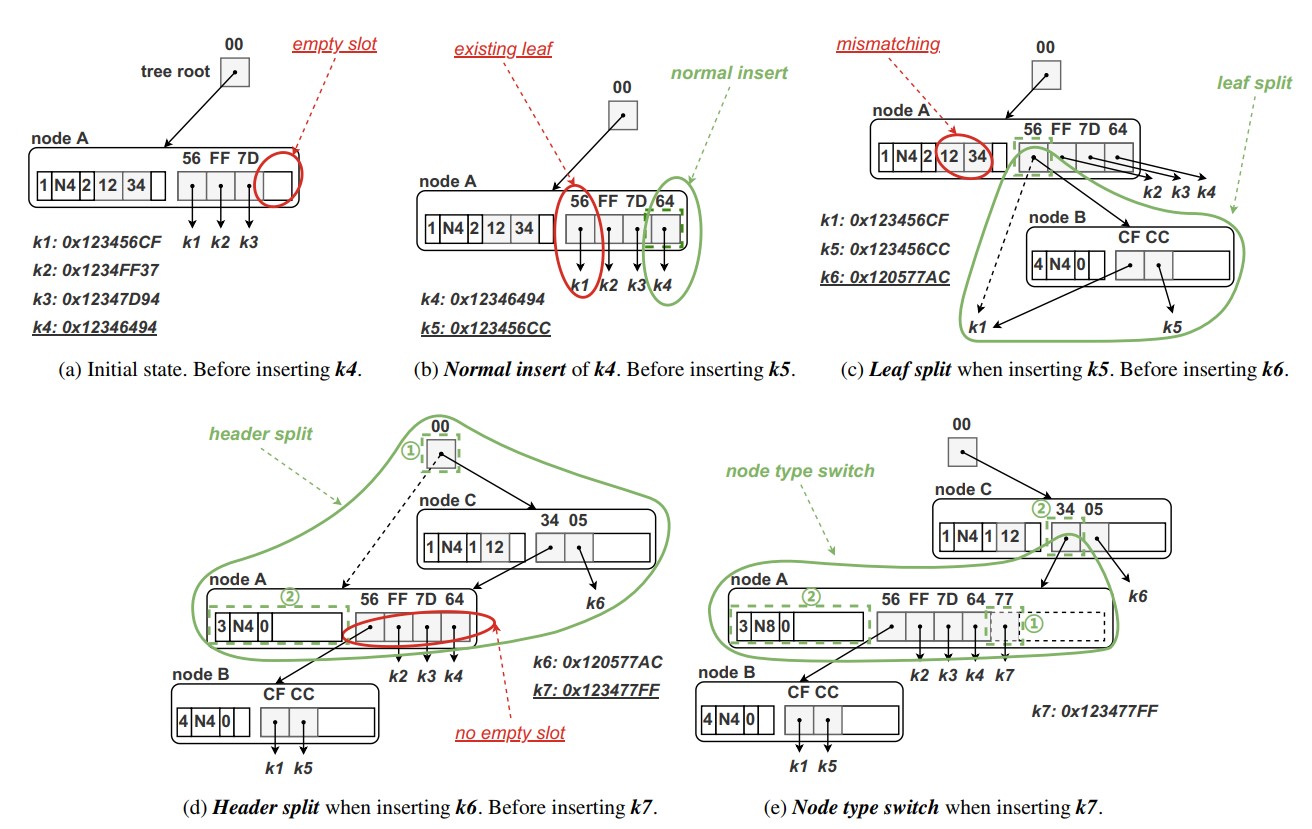 00
empty slot
tree root
node A
56 FF 7D
1 N4 2 12 34
k1 k2 k3
k1: 0x123456CF
k2: 0x1234FF37
k3: 0x12347D94
k4: 0x12346494
(a) Initial state. Before inserting k4.
existing leaf
normal insert
00
node A
56 FF 7D 64
1 N4 2 12 34
k1 k2 k3 k4
k4: 0x12346494
k5: 0x123456CC
(b) Normal insert of k4. Before inserting k5.
mismatching
00
leaf split
node A
56 FF 7D 64
1 N4 2 12 34
k2 k3 k4
k1: 0x123456CF
k5: 0x123456CC
k6: 0x120577AC
node B
CF CC
4 N4 0
k1
k5
(c) Leaf split when inserting k5. Before inserting k6.
header split
00
①
node C
34 05
1 N4 1 12
k6
node A
②
56 FF 7D 64
3 N4 0
k2 k3 k4
node B
CF CC
4 N4 0
k1 k5
k6: 0x120577AC
k7: 0x123477FF
no empty slot
(d) Header split when inserting k6. Before inserting k7.
node type switch
00
node C
② 34 05
1 N4 1 12
k6
node A
②
56 FF 7D 64 77
3 N8 0
①
k2 k3 k4 k7
node B
CF CC
4 N4 0
k1 k5
k7: 0x123477FF
(e) Node type switch when inserting k7.